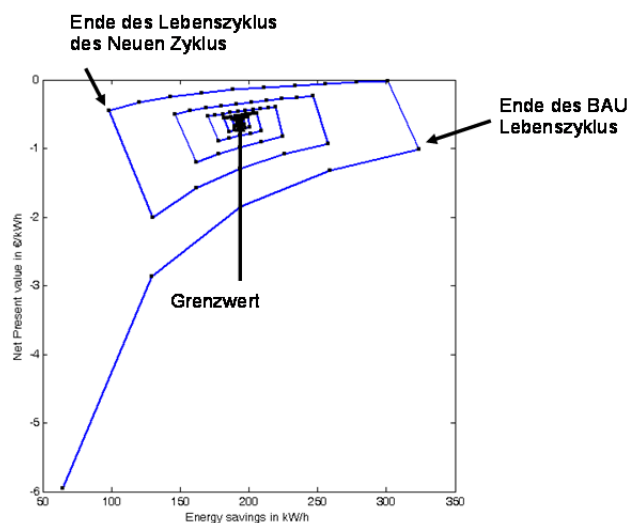 Ende des Lebenszyklus
des Neuen Zyklus
Ende des BAU
Lebenszyklus
Grenzwert
0
-1
-2
-3
-4
-5
-6
Net Present value in €/kWh
50
100
150
200
250
300
350
Energy savings in kW/h